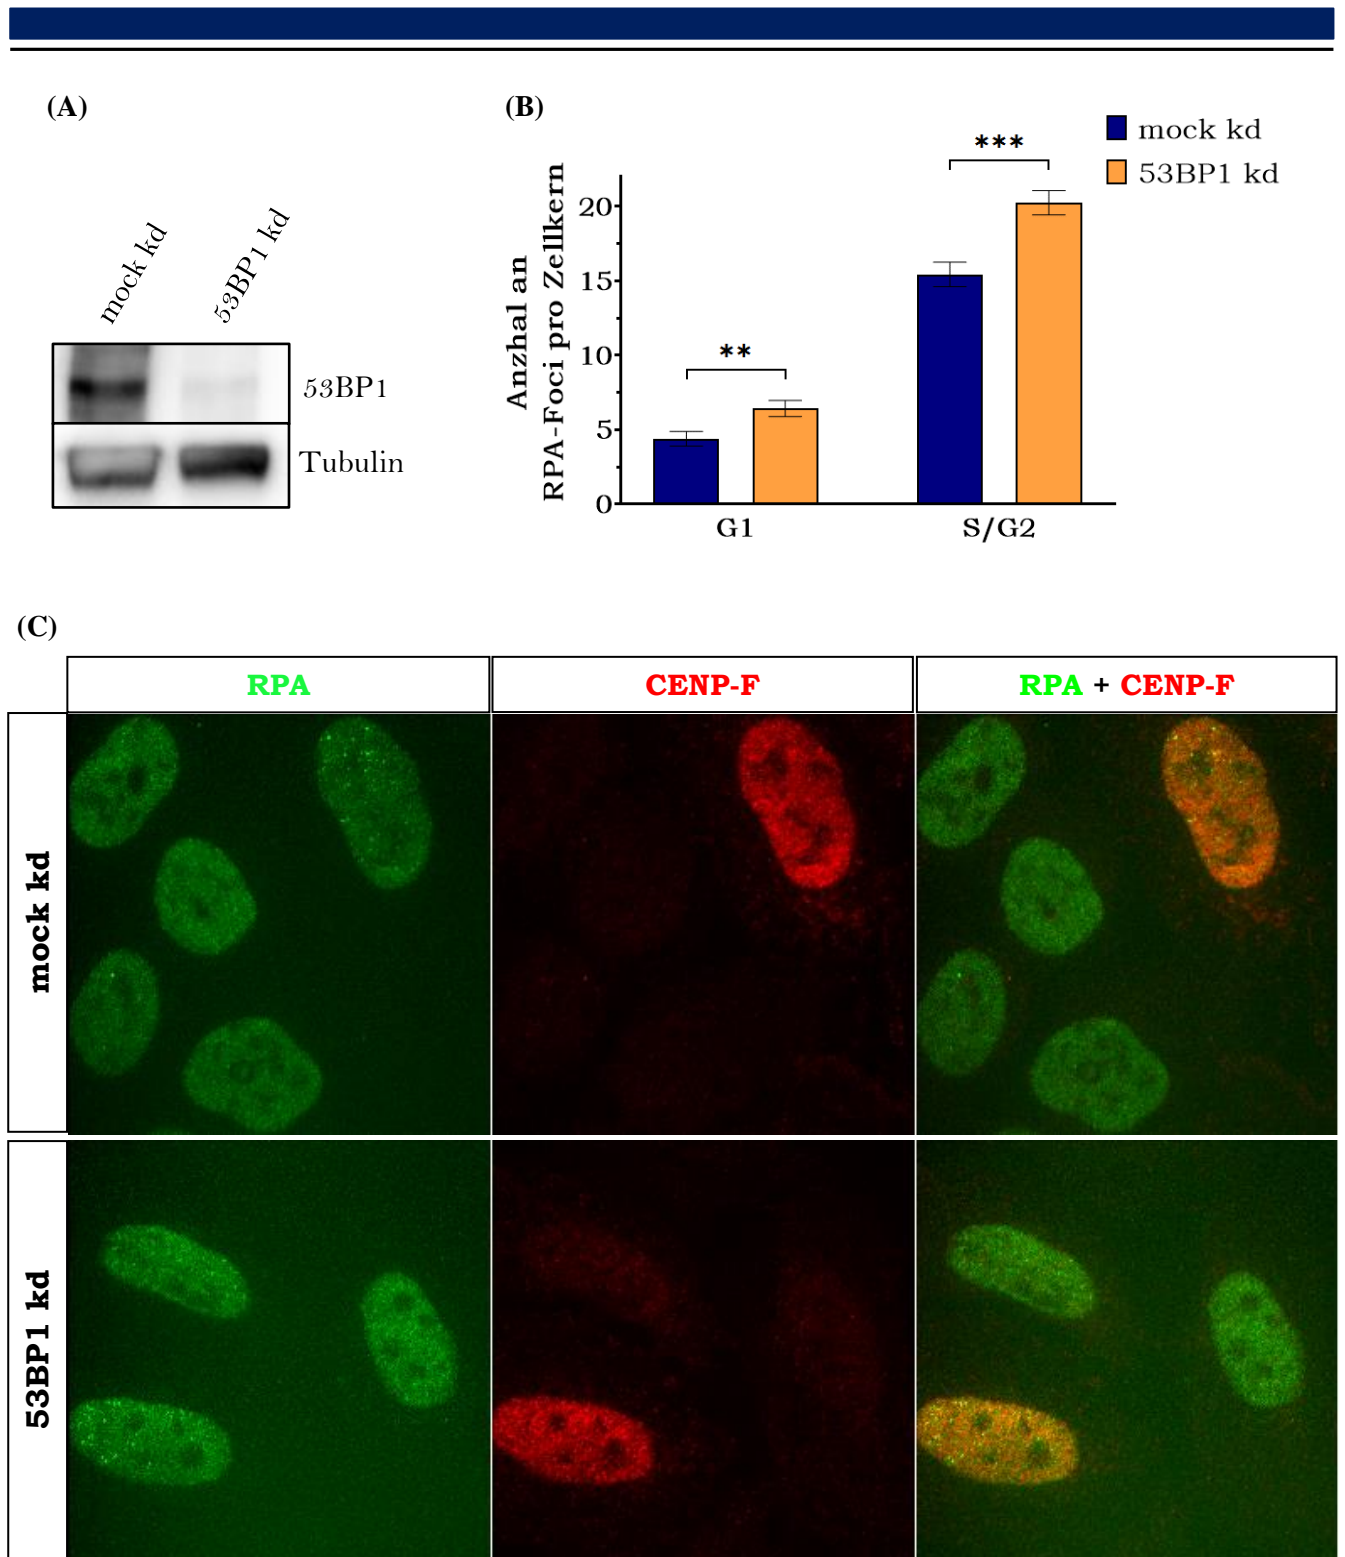 (A)
mock kd
53BP1 kd
53BP1
Tubulin
(B)
mock kd
53BP1 kd
Anzhal an
RPA-Foci pro Zellkern
20
15
10
5
0
**
***
G1
S/G2
(C)
RPA
CENP-F
RPA + CENP-F
mock kd
53BP1 kd